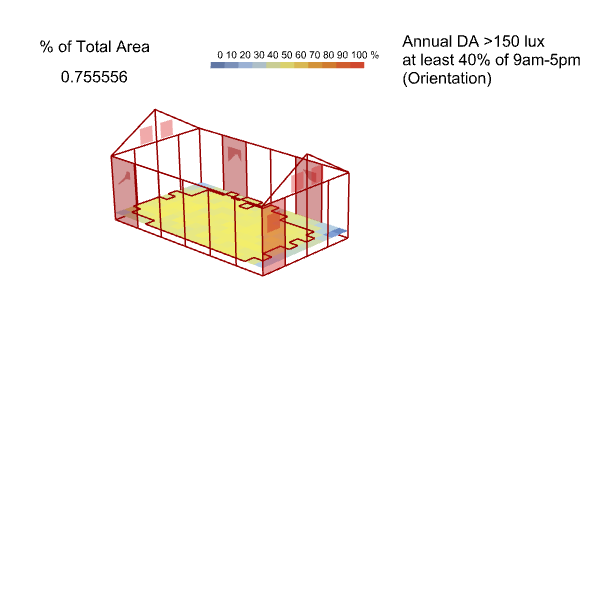 % of Total Area
0.755556
0 10 20 30 40 50 60 70 80 90 100 %
Annual DA >150 lux
at least 40% of 9am-5pm
(Orientation)